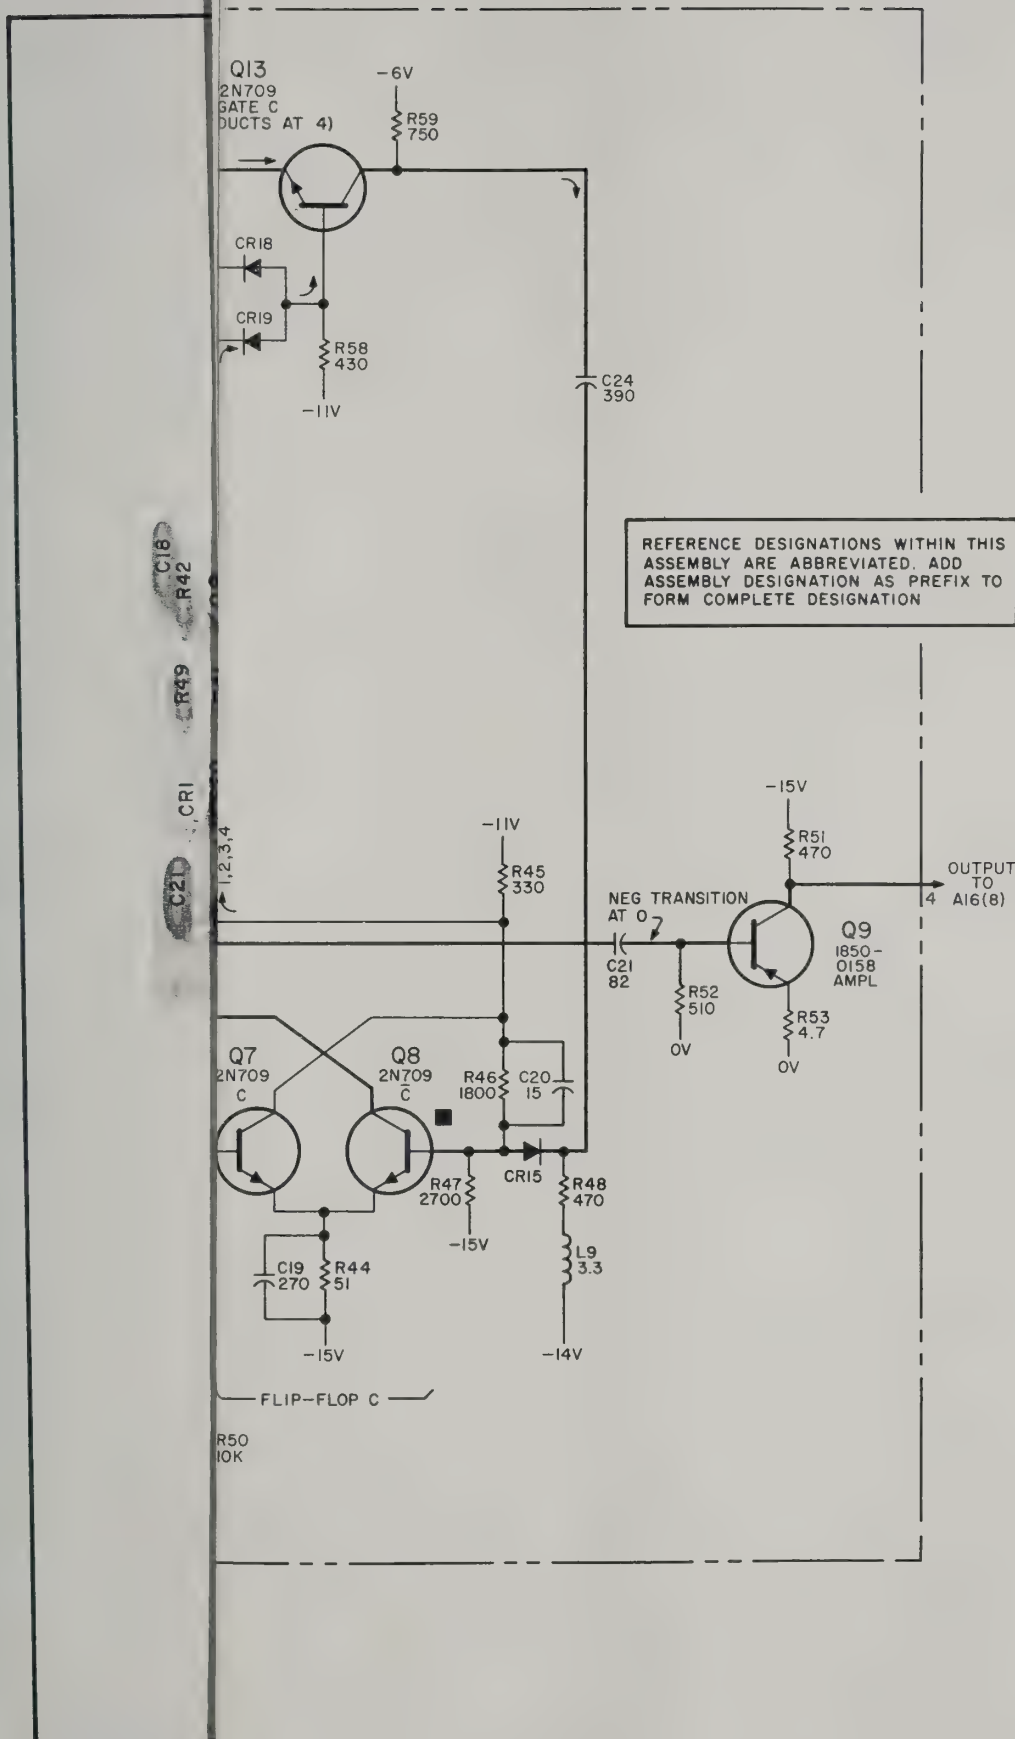 Q13
2N709
GATE C
DUCTS AT 4)
-6V
R59
750
CR18
CR19
R58
430
-11V
C24
390
REFERENCE DESIGNATIONS WITHIN THIS
ASSEMBLY ARE ABBREVIATED. ADD
ASSEMBLY DESIGNATION AS PREFIX TO
FORM COMPLETE DESIGNATION
C18
R42
R49
CR1
C21
1,2,3,4
-11V
R45
330
-15V
R51
470
OUTPUT
TO
A16(8)
4
NEG TRANSITION
AT 0
C21
82
R52
510
0V
Q9
1850-
0158
AMPL
R53
4.7
0V
Q7
2N709
C
Q8
2N709
C̅
R46
1800
C20
15
R47
2700
-15V
CR15
R48
470
L9
3.3
-14V
C19
270
R44
51
-15V
FLIP-FLOP C
R50
10K